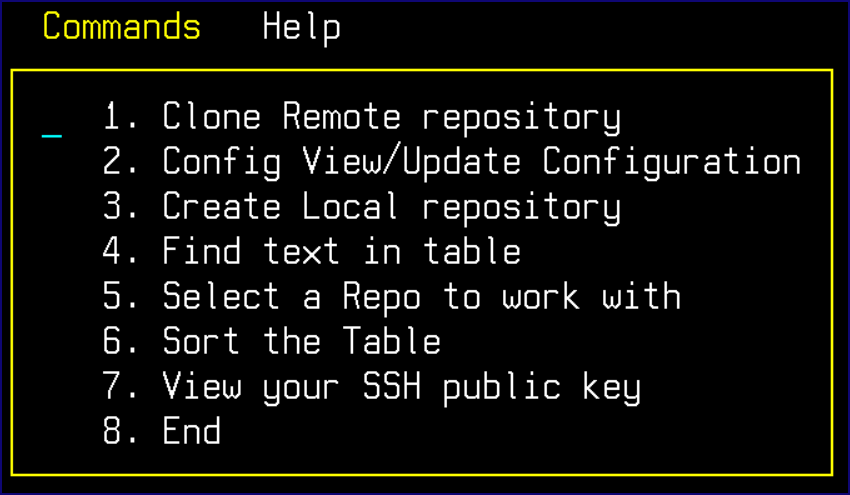 Commands Help
_ 1. Clone Remote repository
2. Config View/Update Configuration
3. Create Local repository
4. Find text in table
5. Select a Repo to work with
6. Sort the Table
7. View your SSH public key
8. End